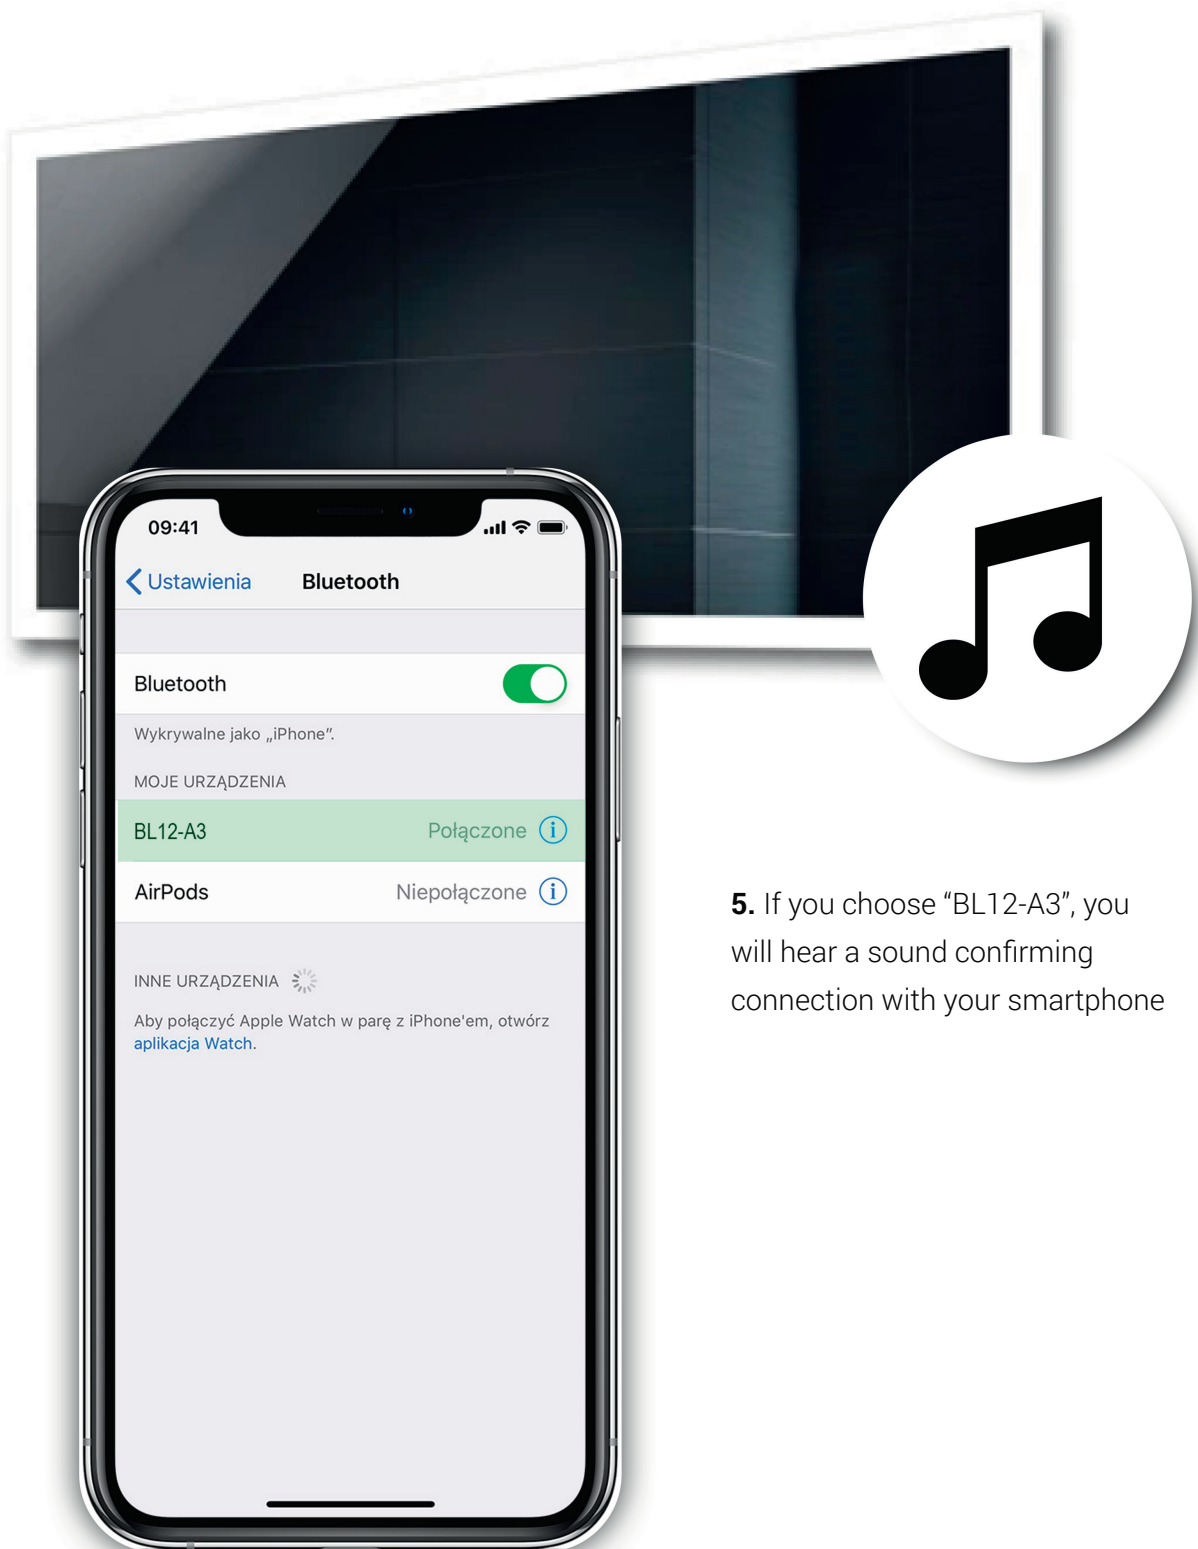 09:41
Ustawienia Bluetooth
Bluetooth
Wykrywalne jako „iPhone”.
MOJE URZĄDZENIA
BL12-A3 Połączone
AirPods Niepołączone
INNE URZĄDZENIA
Aby połączyć Apple Watch w parę z iPhone'em, otwórz
aplikacja Watch.
5. If you choose “BL12-A3”, you
will hear a sound confirming
connection with your smartphone